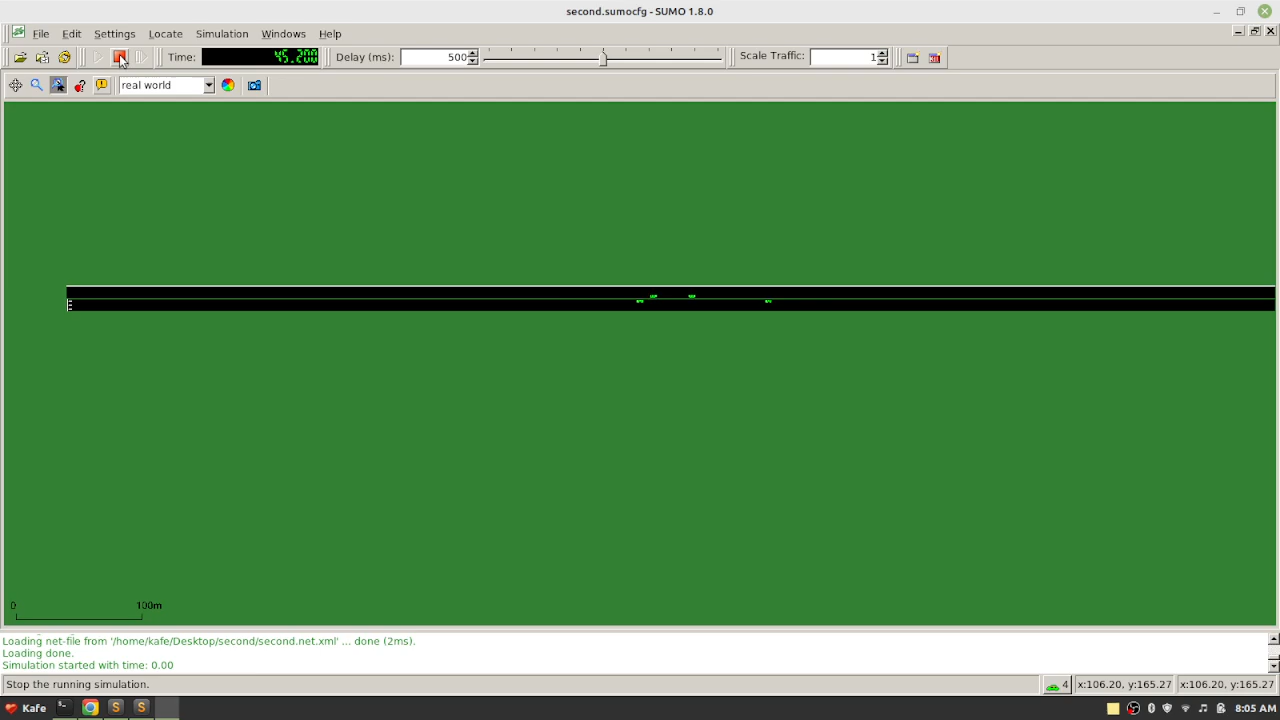 second.sumocfg - SUMO 1.8.0
File Edit Settings Locate Simulation Windows Help
Time: 45.200 Delay (ms): 500 Scale Traffic: 1
real world
0 100m
Loading net-file from '/home/kafe/Desktop/second/second.net.xml' ... done (2ms).
Loading done.
Simulation started with time: 0.00
Stop the running simulation. 4 x:106.20, y:165.27 x:106.20, y:165.27
Kafe 8:05 AM